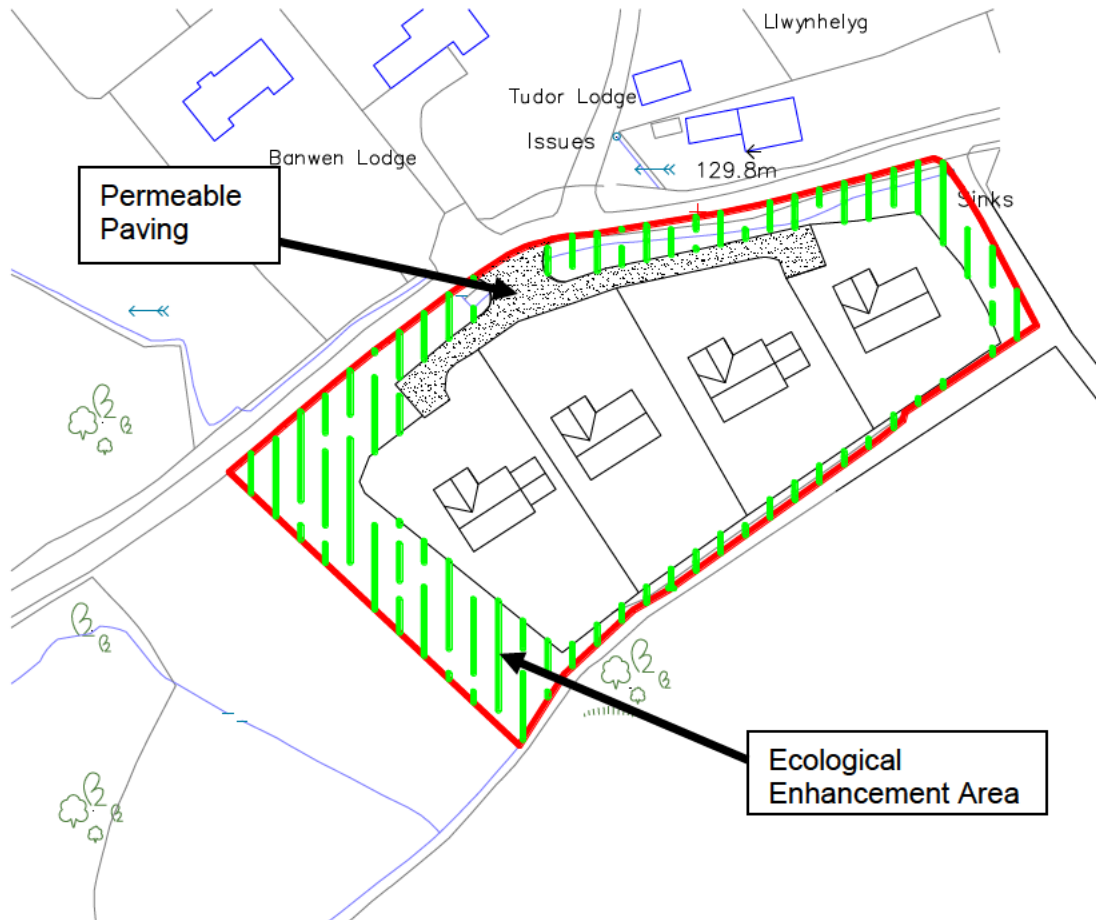 Llwynhelyg
Tudor Lodge
Issues
Banwen Lodge
129.8m
Permeable
Paving
Sinks
Ecological
Enhancement Area